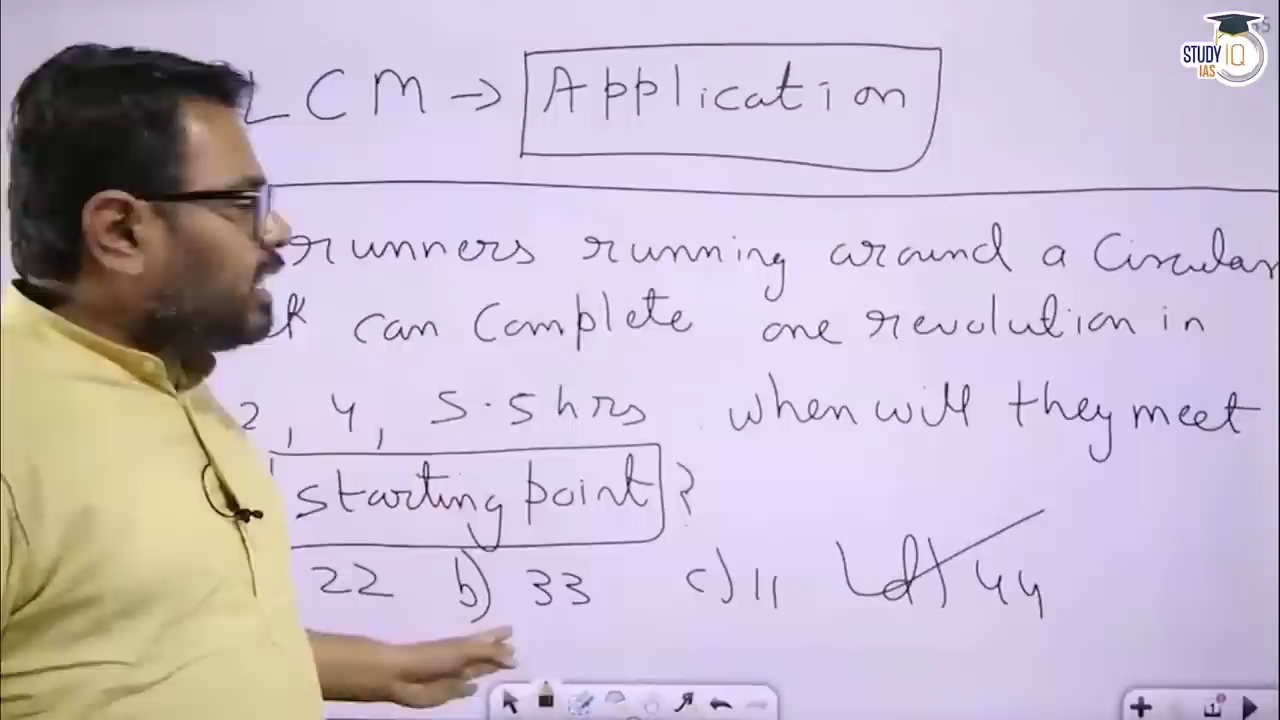 STUDY IQ
IAS
LCM → Application
runners running around a Circular
can complete one revolution in
2, 4, 5.5 hrs when will they meet
starting point ?
22 b) 33 c) 11 d) 44